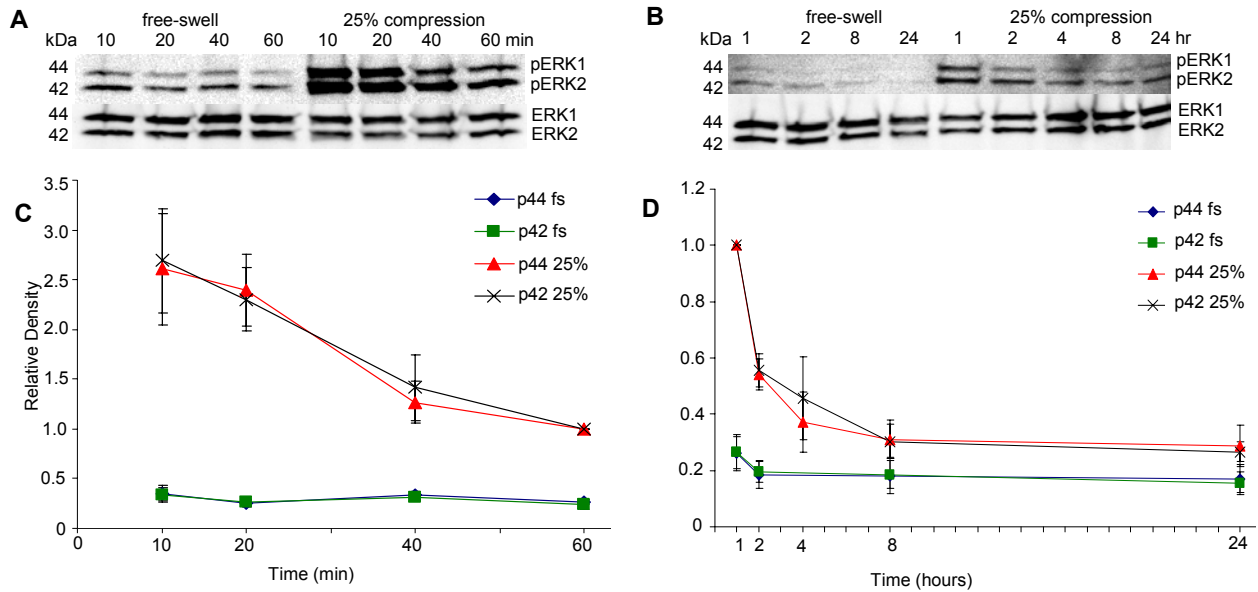 A
free-swell 25% compression
kDa 10 20 40 60 10 20 40 60 min
44 pERK1
42 pERK2
44 ERK1
42 ERK2
B
free-swell 25% compression
kDa 1 2 8 24 1 2 4 8 24 hr
44 pERK1
42 pERK2
44 ERK1
42 ERK2
C
3.5
3.0
2.5
2.0
1.5
1.0
0.5
0
Relative Density
0 10 20 40 60
Time (min)
p44 fs
p42 fs
p44 25%
p42 25%
D
1.2
1.0
0.8
0.6
0.4
0.2
0
1 2 4 8 24
Time (hours)
p44 fs
p42 fs
p44 25%
p42 25%